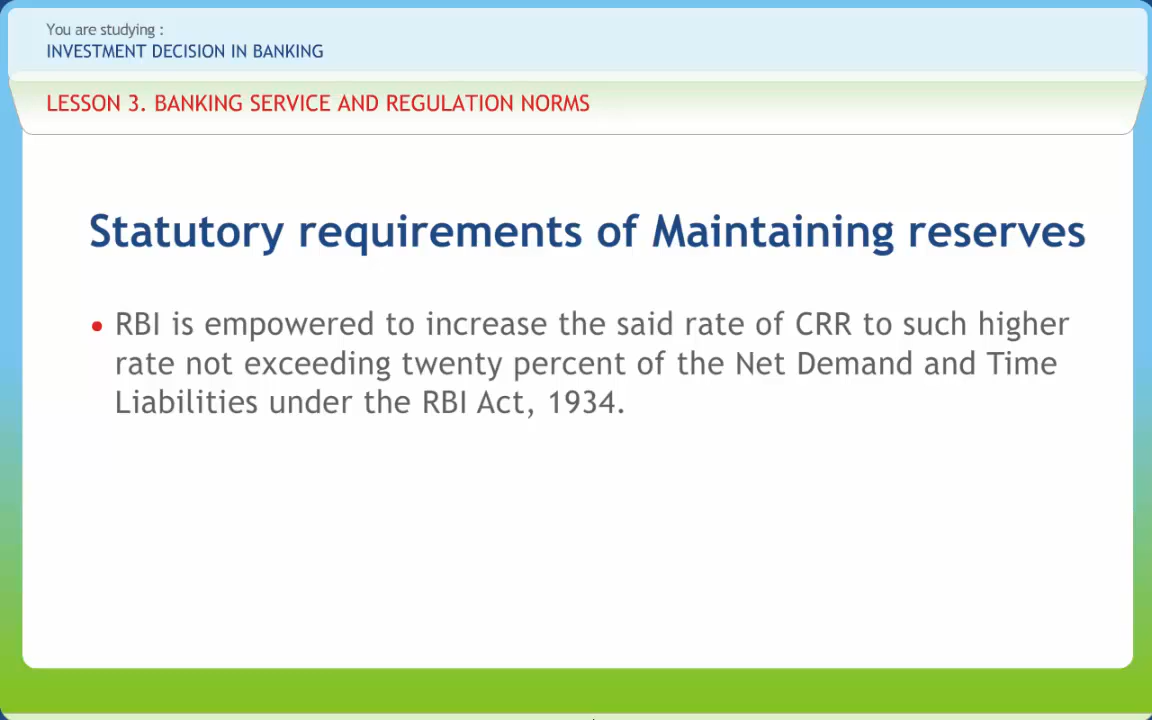 You are studying :
INVESTMENT DECISION IN BANKING
LESSON 3. BANKING SERVICE AND REGULATION NORMS
Statutory requirements of Maintaining reserves
• RBI is empowered to increase the said rate of CRR to such higher
rate not exceeding twenty percent of the Net Demand and Time
Liabilities under the RBI Act, 1934.